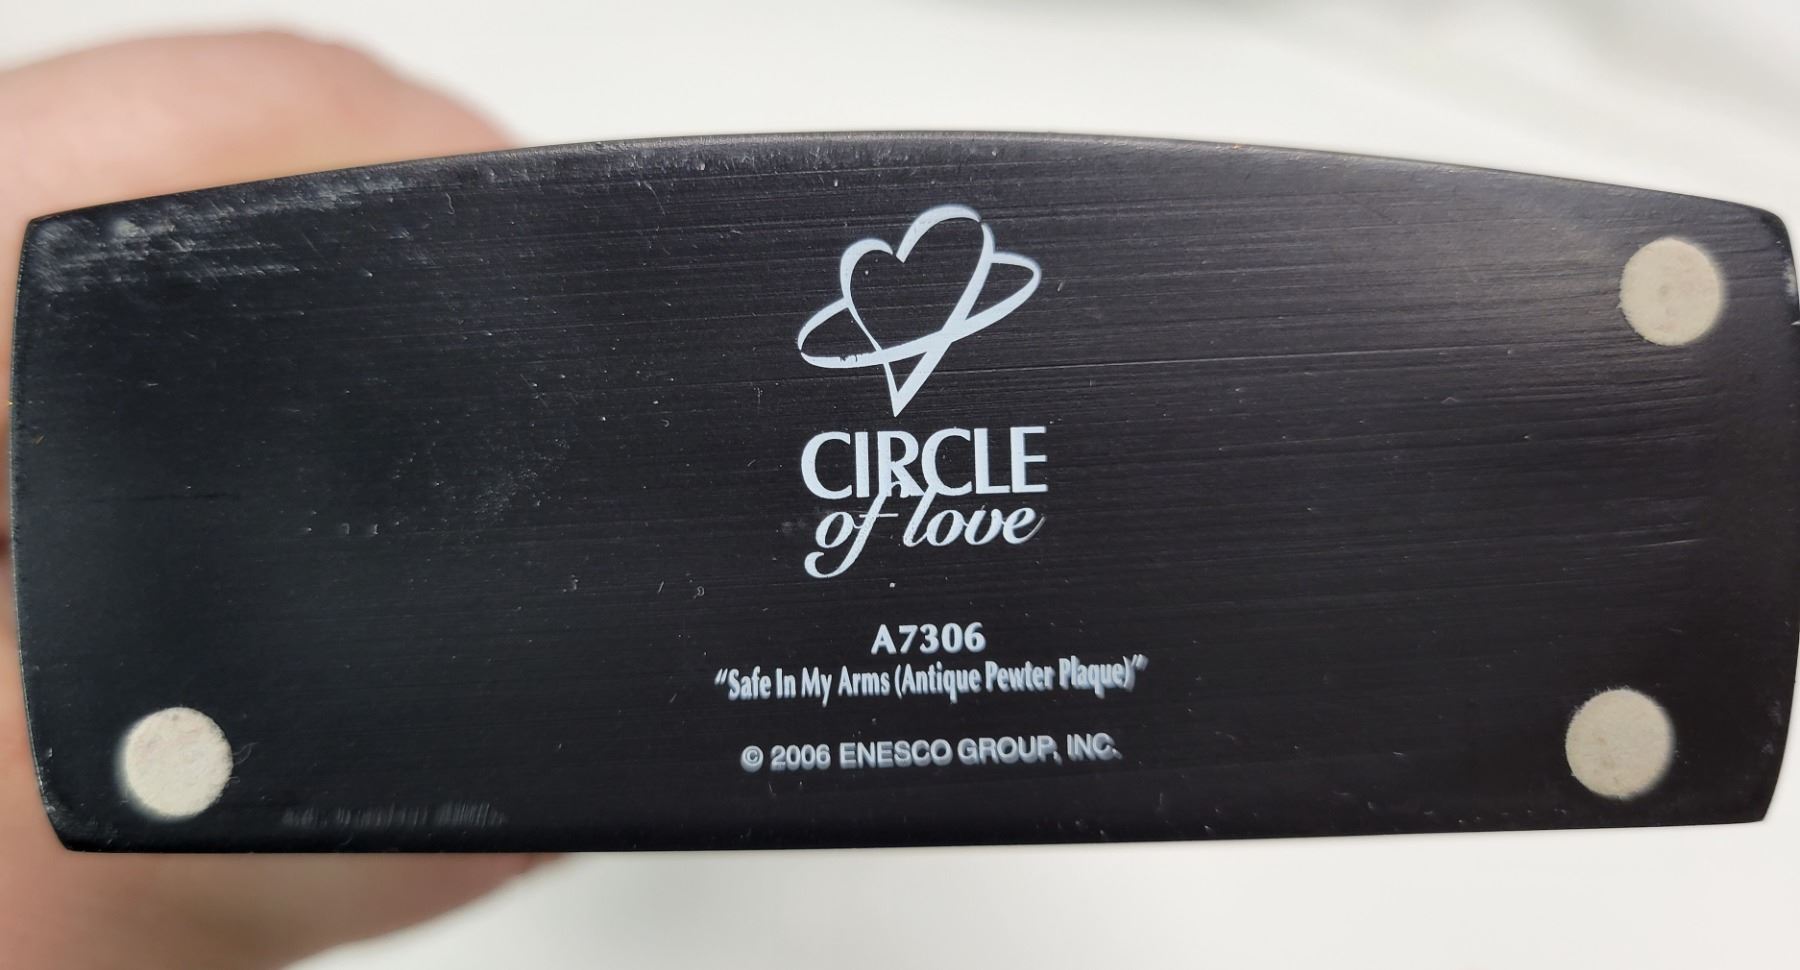 CIRCLE
of love
A7306
“Safe In My Arms (Antique Pewter Plaque)”
© 2006 ENESCO GROUP, INC.